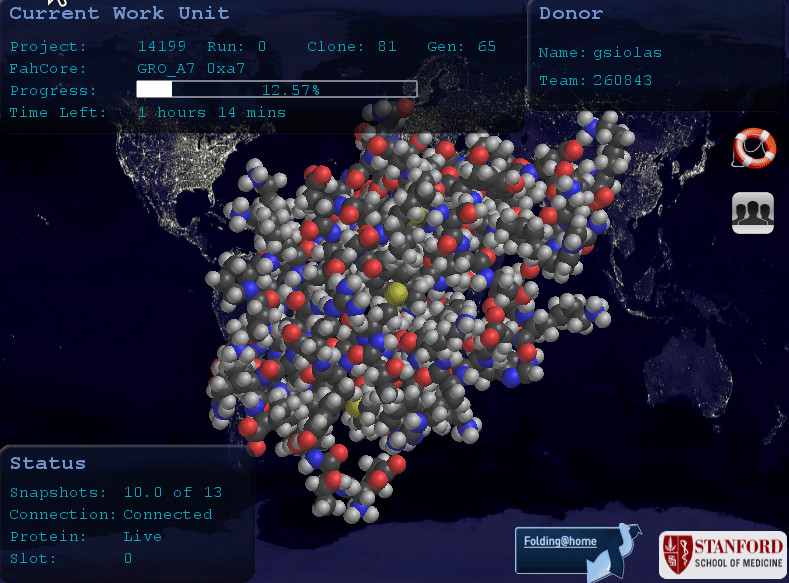 Current Work Unit
Project: 14199 Run: 0 Clone: 81 Gen: 65
FahCore: GRO_A7 0xa7
Progress: 12.57%
Time Left: 1 hours 14 mins
Donor
Name: gsiolas
Team: 260843
Status
Snapshots: 10.0 of 13
Connection: Connected
Protein: Live
Slot: 0
Folding@home
STANFORD
SCHOOL OF MEDICINE